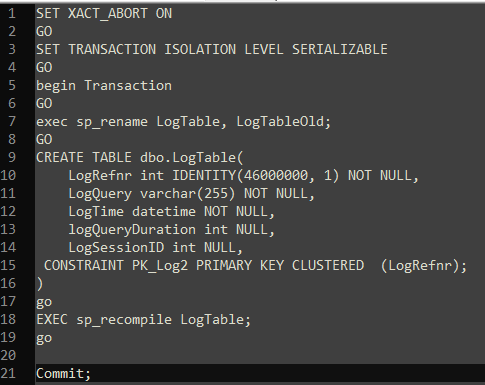 1 SET XACT_ABORT ON
2 GO
3 SET TRANSACTION ISOLATION LEVEL SERIALIZABLE
4 GO
5 begin Transaction
6 GO
7 exec sp_rename LogTable, LogTableOld;
8 GO
9 CREATE TABLE dbo.LogTable(
10     LogRefnr int IDENTITY(46000000, 1) NOT NULL,
11     LogQuery varchar(255) NOT NULL,
12     LogTime datetime NOT NULL,
13     logQueryDuration int NULL,
14     LogSessionID int NULL,
15  CONSTRAINT PK_Log2 PRIMARY KEY CLUSTERED  (LogRefnr);
16 )
17 go
18 EXEC sp_recompile LogTable;
19 go
20
21 Commit;